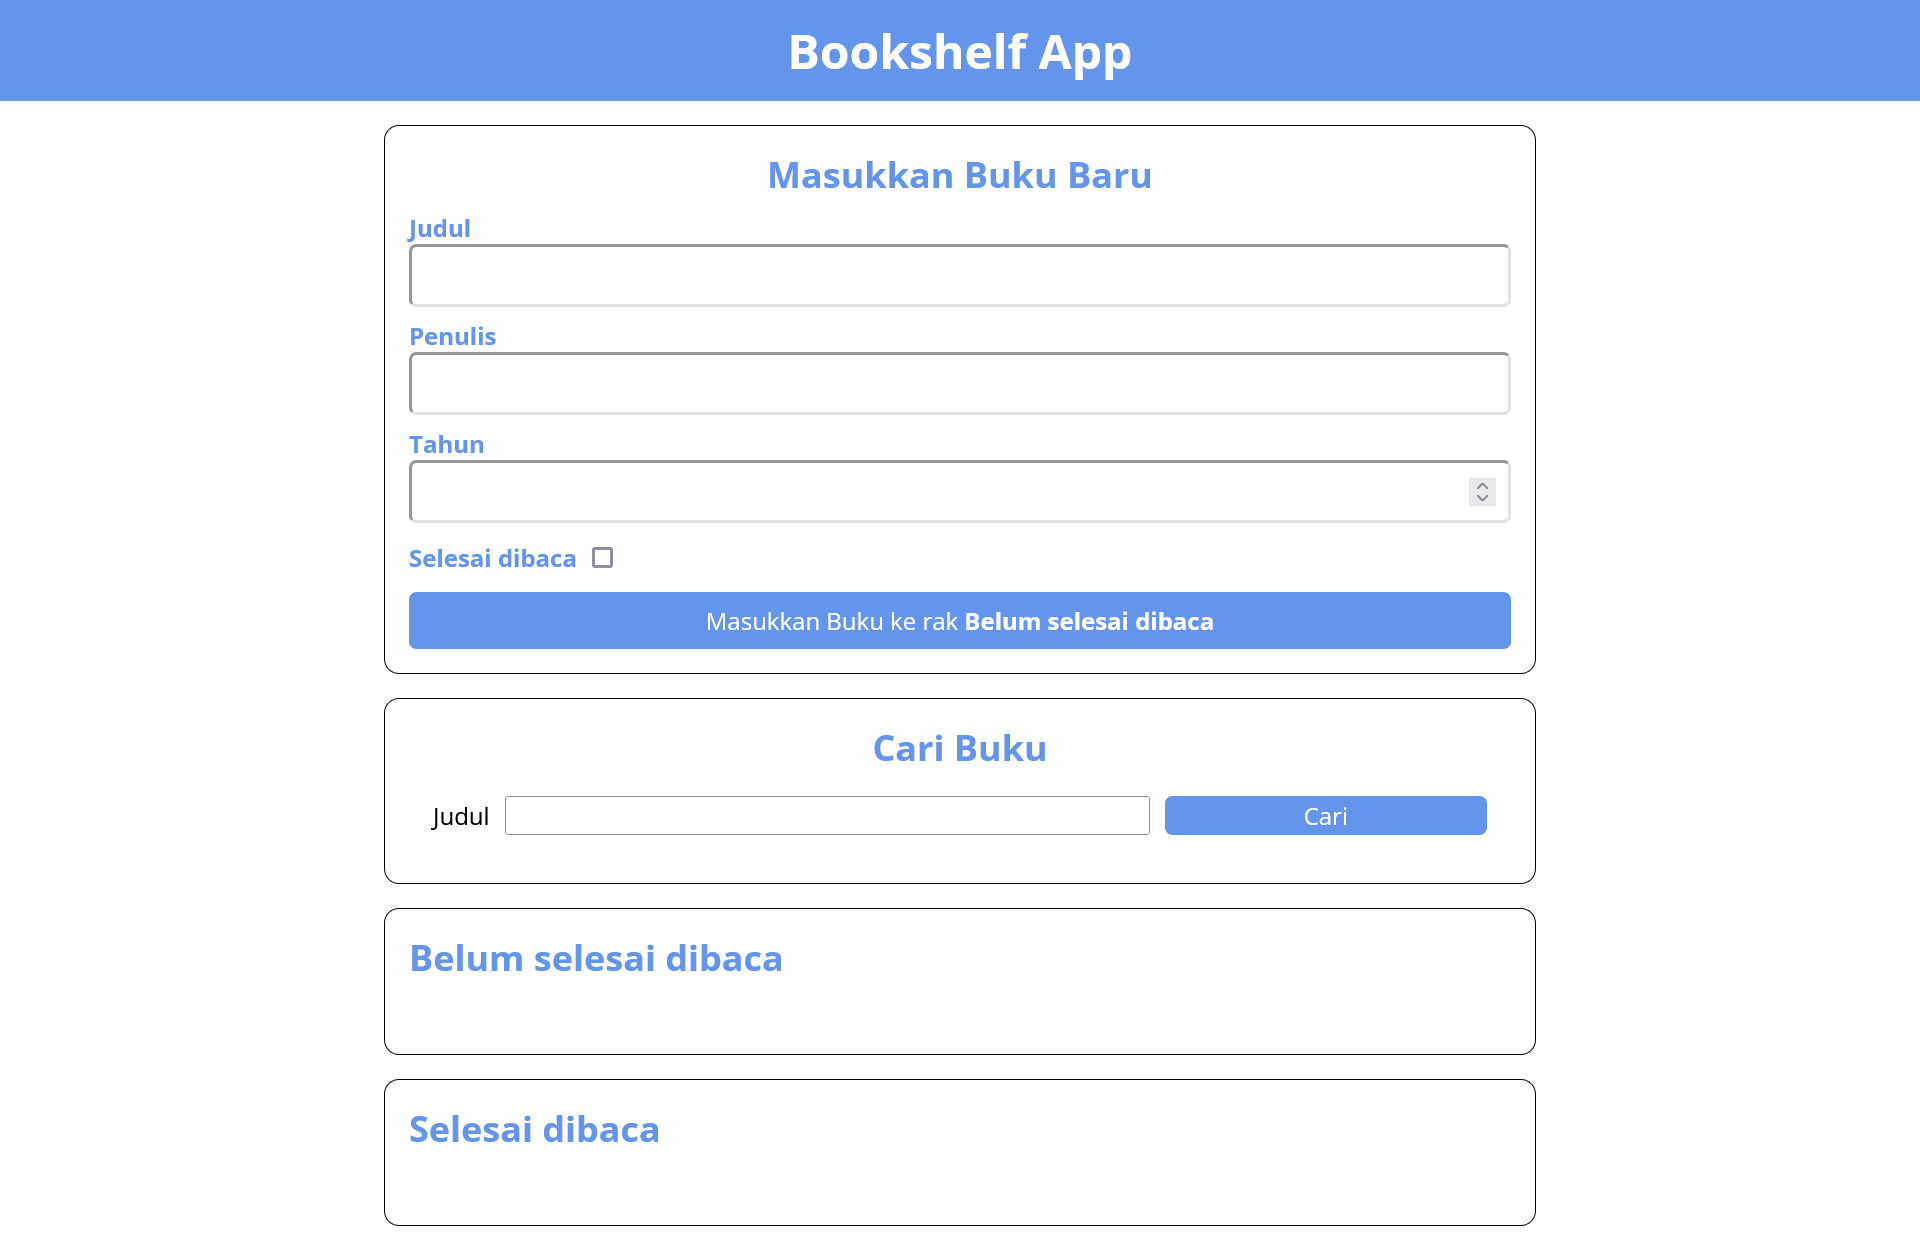 Bookshelf App
Masukkan Buku Baru
Judul
Penulis
Tahun
Selesai dibaca
Masukkan Buku ke rak Belum selesai dibaca
Cari Buku
Judul
Cari
Belum selesai dibaca
Selesai dibaca